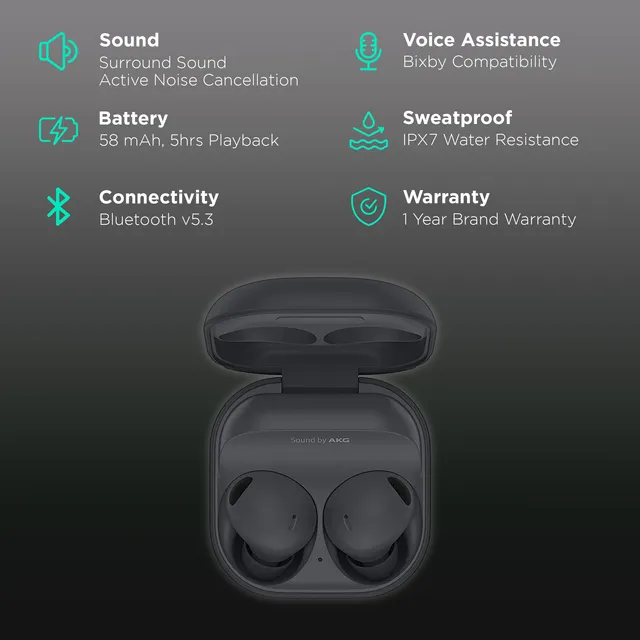 Sound
Surround Sound
Active Noise Cancellation
Voice Assistance
Bixby Compatibility
Battery
58 mAh, 5hrs Playback
Sweatproof
IPX7 Water Resistance
Connectivity
Bluetooth v5.3
Warranty
1 Year Brand Warranty
Sound by AKG